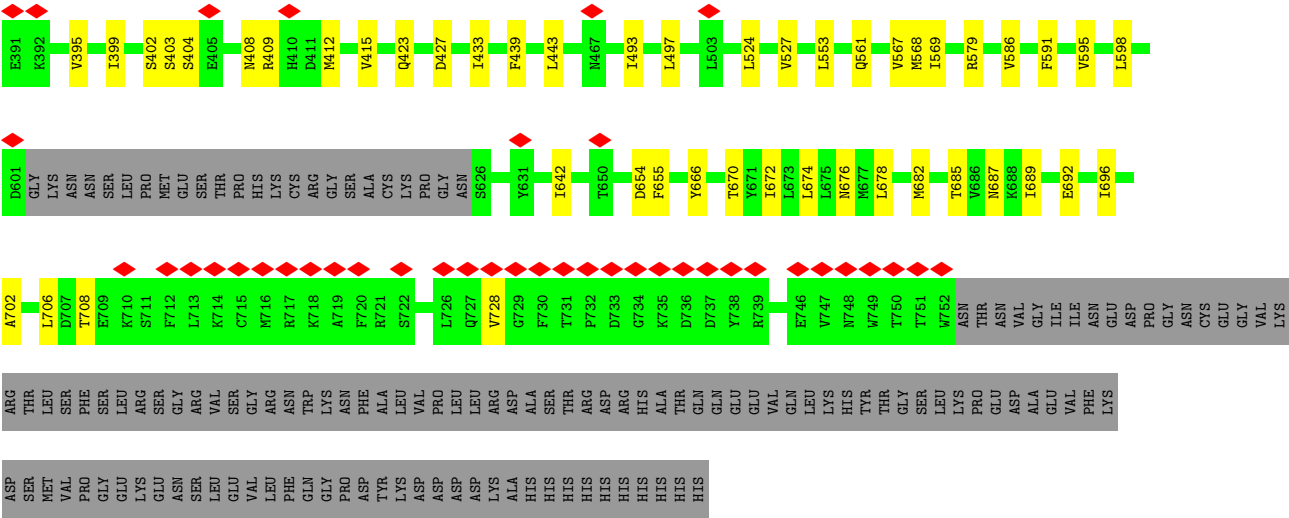 E391 K392 V395 I399 S402 S403 S404 E405 N408 R409 H410 D411 M412 V415 Q423 D427 I433 F439 L443 N467 I493 L497 L503 L524 V527 L553 Q561 V567 M568 I569 R579 V586 F591 V595 L598
D601 GLY LYS ASN ASN SER LEU PRO MET GLU SER THR PRO HIS LYS CYS ARG GLY SER ALA CYS LYS PRO GLY ASN S626 Y631 I642 T650 D654 F655 Y666 T670 Y671 I672 L673 L674 L675 N676 M677 L678 M682 T685 V686 N687 K688 I689 E692 I696
A702 L706 D707 T708 E709 K710 S711 F712 L713 K714 C715 M716 R717 K718 A719 F720 R721 S722 L726 Q727 V728 G729 F730 T731 P732 D733 G734 K735 D736 D737 Y738 R739 E746 V747 N748 W749 T750 T751 W752 ASN THR ASN VAL GLY ILE ILE ASN GLU ASP PRO GLY ASN CYS GLU GLY VAL LYS
ARG THR LEU SER PHE SER LEU ARG SER GLY ARG VAL SER GLY ARG ASN TRP LYS ASN PHE ALA LEU VAL PRO LEU LEU ARG ASP ALA SER THR ARG ASP ARG HIS ALA THR GLN GLN GLU GLU VAL GLN LEU LYS HIS TYR THR GLY SER LEU LYS PRO GLU ASP ALA GLU VAL PHE LYS
ASP SER MET VAL PRO GLY GLU LYS GLU ASN SER LEU GLU VAL LEU PHE GLN GLY PRO ASP TYR LYS ASP ASP ASP ASP LYS ALA HIS HIS HIS HIS HIS HIS HIS HIS HIS HIS